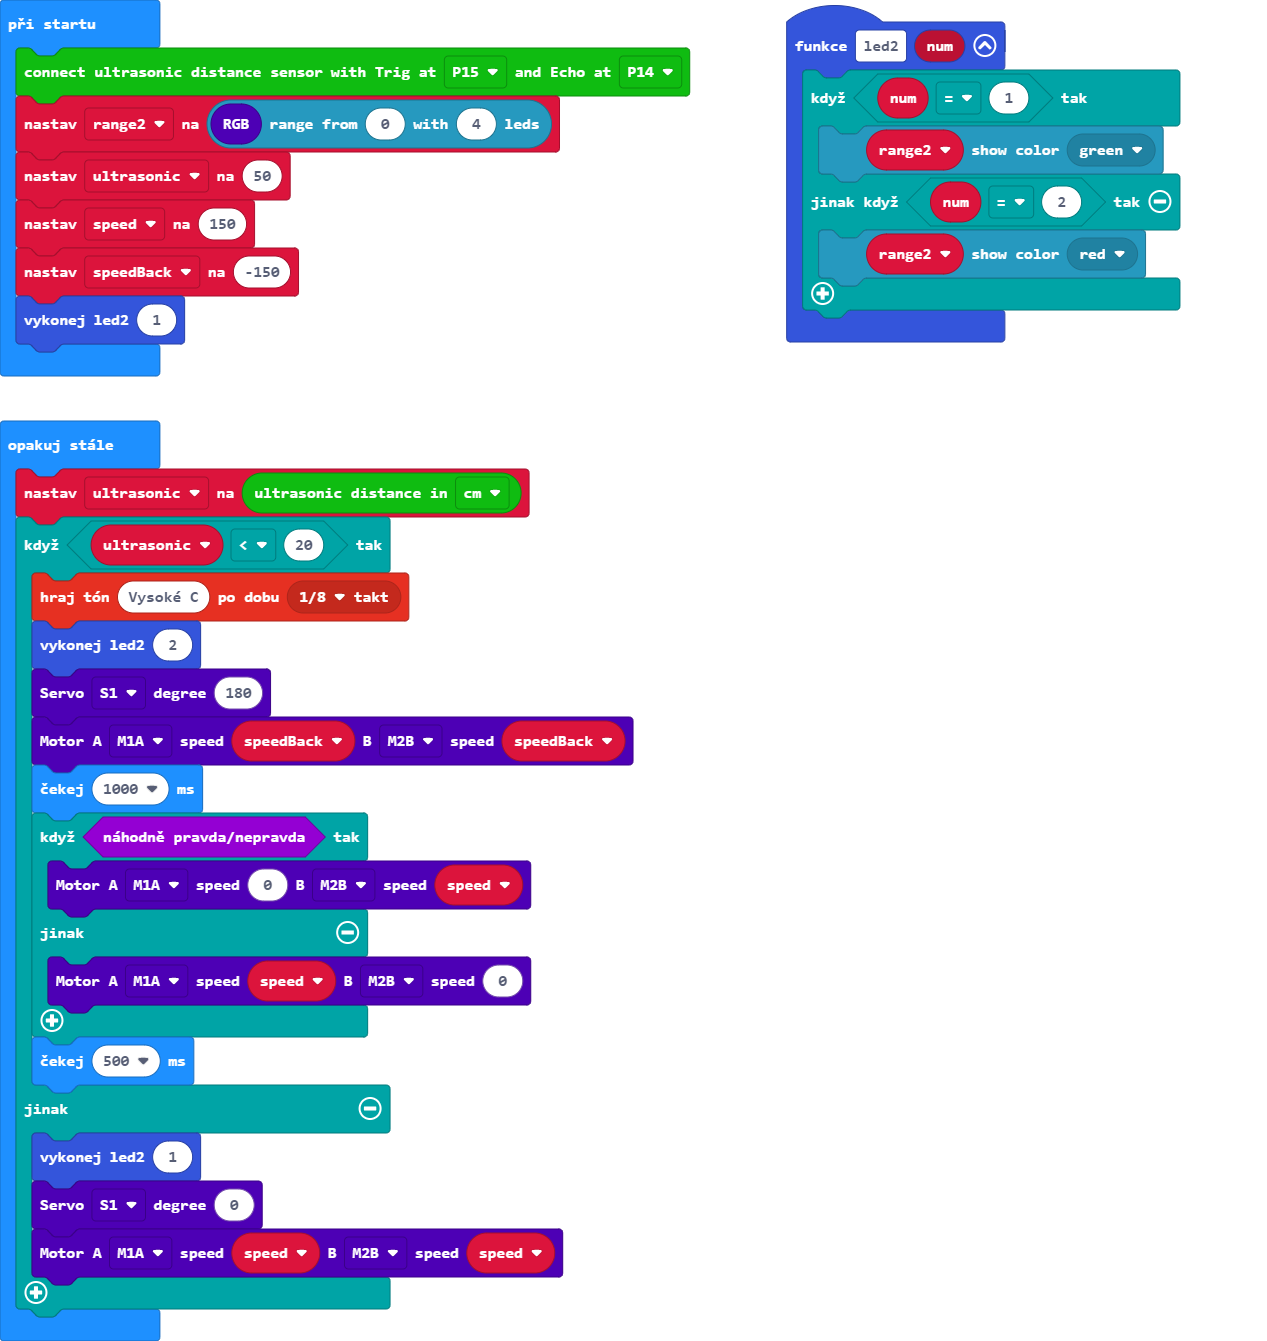 při startu
connect ultrasonic distance sensor with Trig at P15 and Echo at P14
nastav range2 na RGB range from 0 with 4 leds
nastav ultrasonic na 50
nastav speed na 150
nastav speedBack na -150
vykonej led2 1
funkce led2 num
když num = 1 tak
range2 show color green
jinak když num = 2 tak
range2 show color red
opakuj stále
nastav ultrasonic na ultrasonic distance in cm
když ultrasonic < 20 tak
hraj tón Vysoké C po dobu 1/8 takt
vykonej led2 2
Servo S1 degree 180
Motor A M1A speed speedBack B M2B speed speedBack
čekej 1000 ms
když náhodně pravda/nepravda tak
Motor A M1A speed 0 B M2B speed speed
jinak
Motor A M1A speed speed B M2B speed 0
čekej 500 ms
jinak
vykonej led2 1
Servo S1 degree 0
Motor A M1A speed speed B M2B speed speed